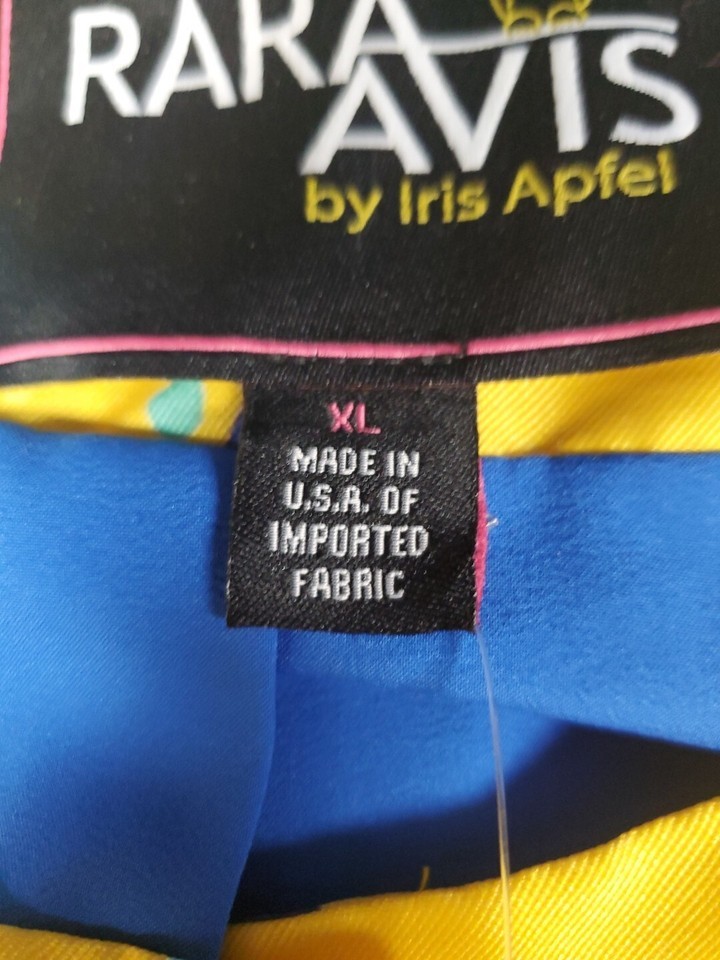 RARA
AVIS
by Iris Apfel
XL
MADE IN
U.S.A. OF
IMPORTED
FABRIC